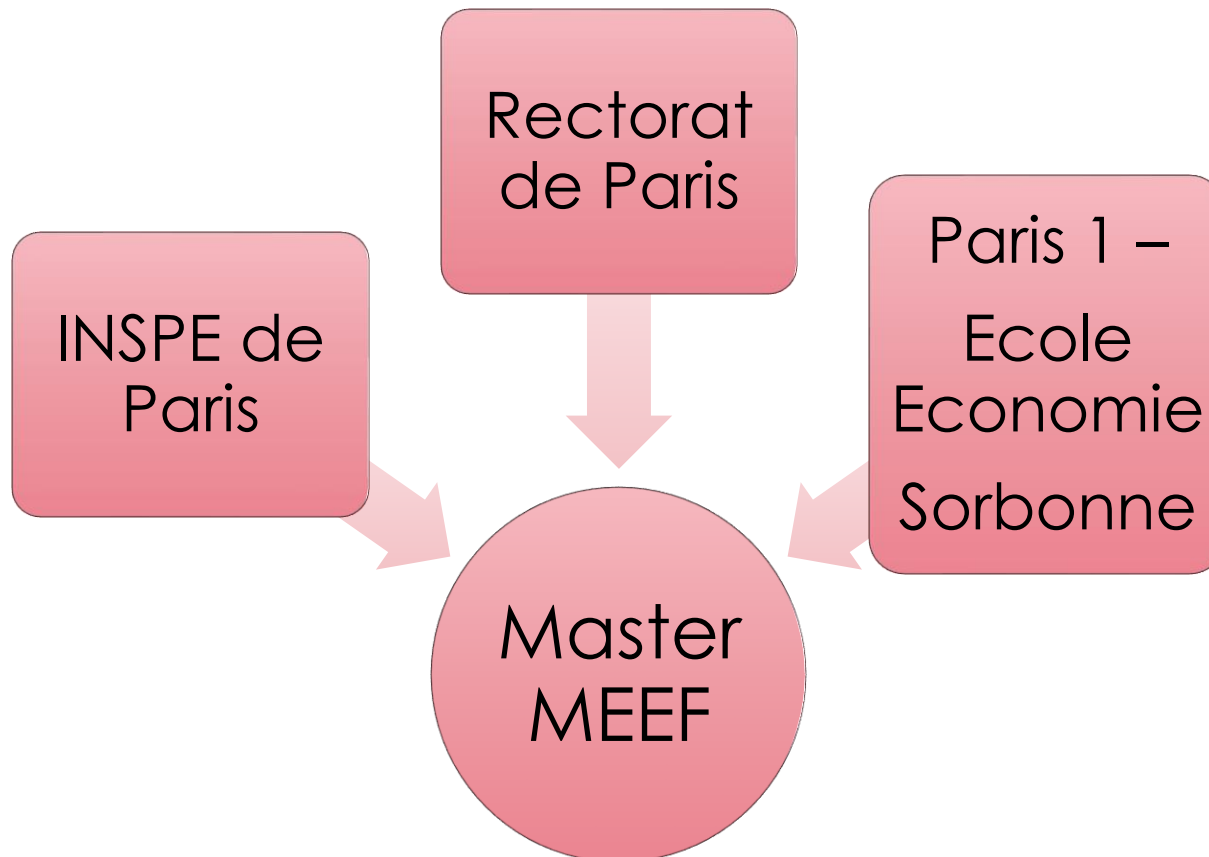 Rectorat
de Paris
INSPE de
Paris
Paris 1 –
Ecole
Economie
Sorbonne
Master
MEEF